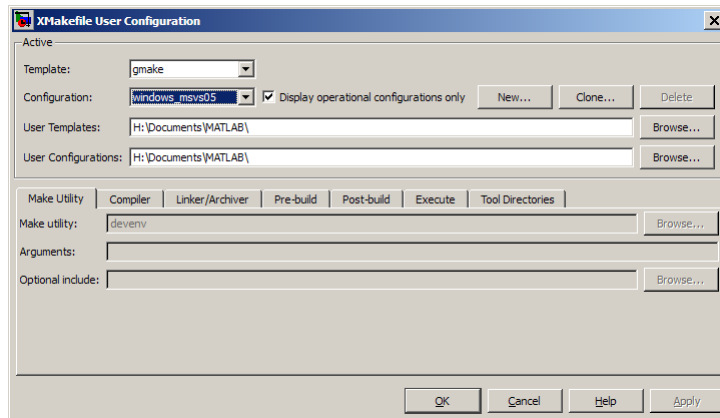 XMakefile User Configuration
Active
Template: gmake
Configuration: windows_msvs05 Display operational configurations only New... Clone... Delete
User Templates: H:\Documents\MATLAB\ Browse...
User Configurations: H:\Documents\MATLAB\ Browse...
Make Utility Compiler Linker/Archiver Pre-build Post-build Execute Tool Directories
Make utility: devenv Browse...
Arguments:
Optional include: Browse...
OK Cancel Help Apply